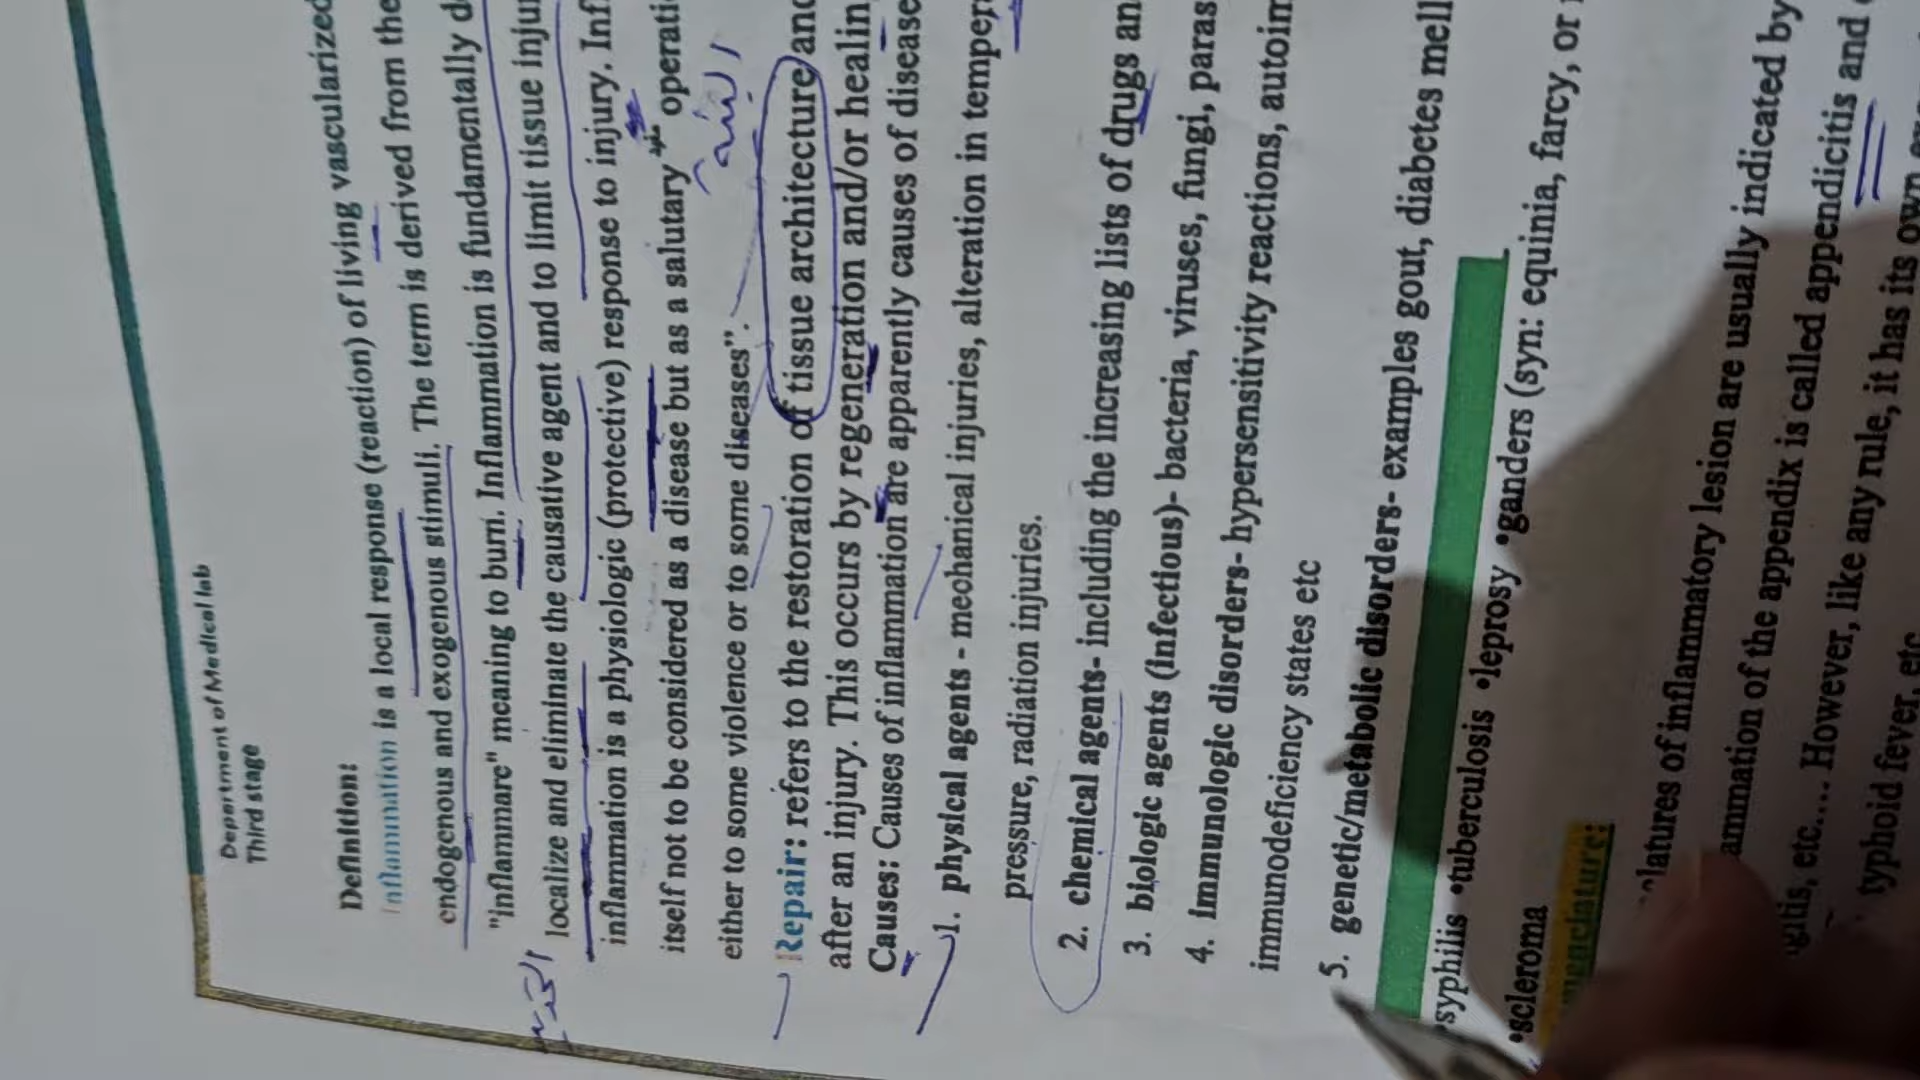 Department of Medical lab
Third stage
Definition:
Inflammation is a local response (reaction) of living vascularized
endogenous and exogenous stimuli. The term is derived from the
"inflammare" meaning to burn. Inflammation is fundamentally
localize and eliminate the causative agent and to limit tissue
inflammation is a physiologic (protective) response to injury.
itself not to be considered as a disease but as a salutary operati
either to some violence or to some diseases".
Repair: refers to the restoration of tissue architecture and
after an injury. This occurs by regeneration and/or healin
Causes: Causes of inflammation are apparently causes of disease
1. physical agents - mechanical injuries, alteration in temper
pressure, radiation injuries.
2. chemical agents- including the increasing lists of drugs an
3. biologic agents (infectious)- bacteria, viruses, fungi, paras
4. immunologic disorders- hypersensitivity reactions, autoim
immunodeficiency states etc
5. genetic/metabolic disorders- examples gout, diabetes mell
•syphilis •tuberculosis •leprosy •ganders (syn: equinia, farcy, or
•scleroma
latures of inflammatory lesion are usually indicated by
ammation of the appendix is called appendicitis and
etc.... However, like any rule, it has its own
typhoid fever, etc